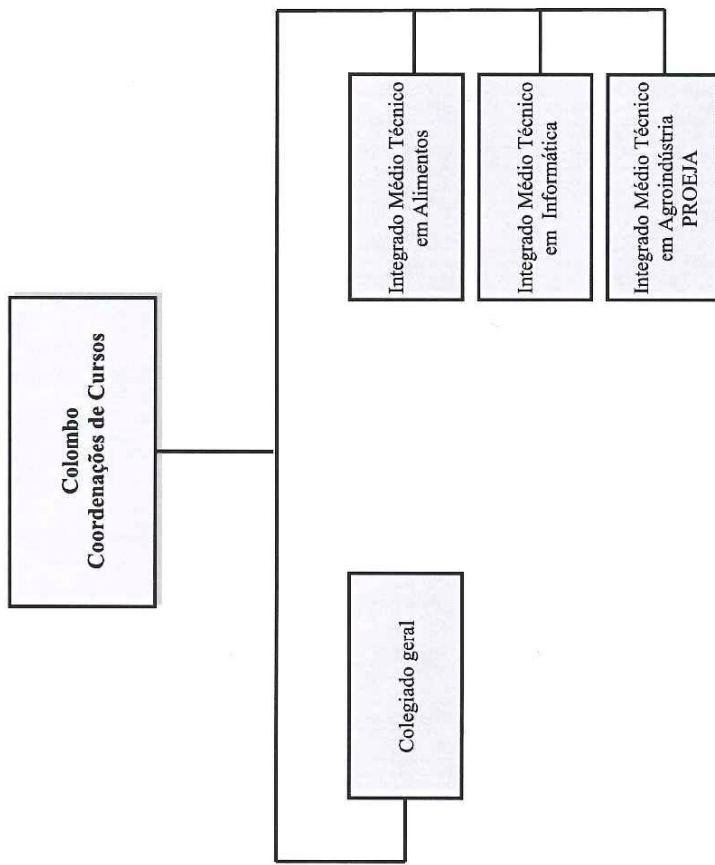 Colombo
Coordenações de Cursos
Colegiado geral
Integrado Médio Técnico
em Alimentos
Integrado Médio Técnico
em Informática
Integrado Médio Técnico
em Agroindústria
PROEJA